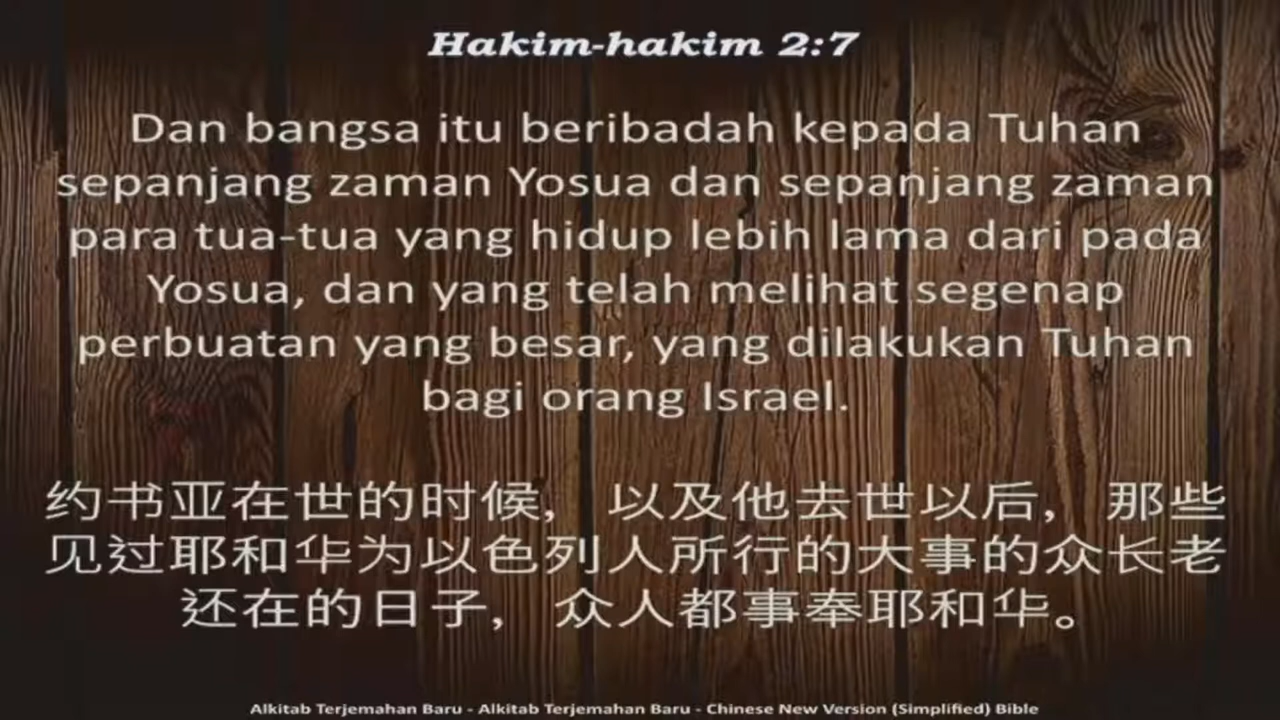 Hakim-hakim 2:7
Dan bangsa itu beribadah kepada Tuhan
sepanjang zaman Yosua dan sepanjang zaman
para tua-tua yang hidup lebih lama dari pada
Yosua, dan yang telah melihat segenap
perbuatan yang besar, yang dilakukan Tuhan
bagi orang Israel.
约书亚在世的时候，以及他去世以后，那些
见过耶和华为以色列人所行的大事的众长老
还在的日子，众人都事奉耶和华。
Alkitab Terjemahan Baru - Alkitab Terjemahan Baru - Chinese New Version (Simplified) Bible